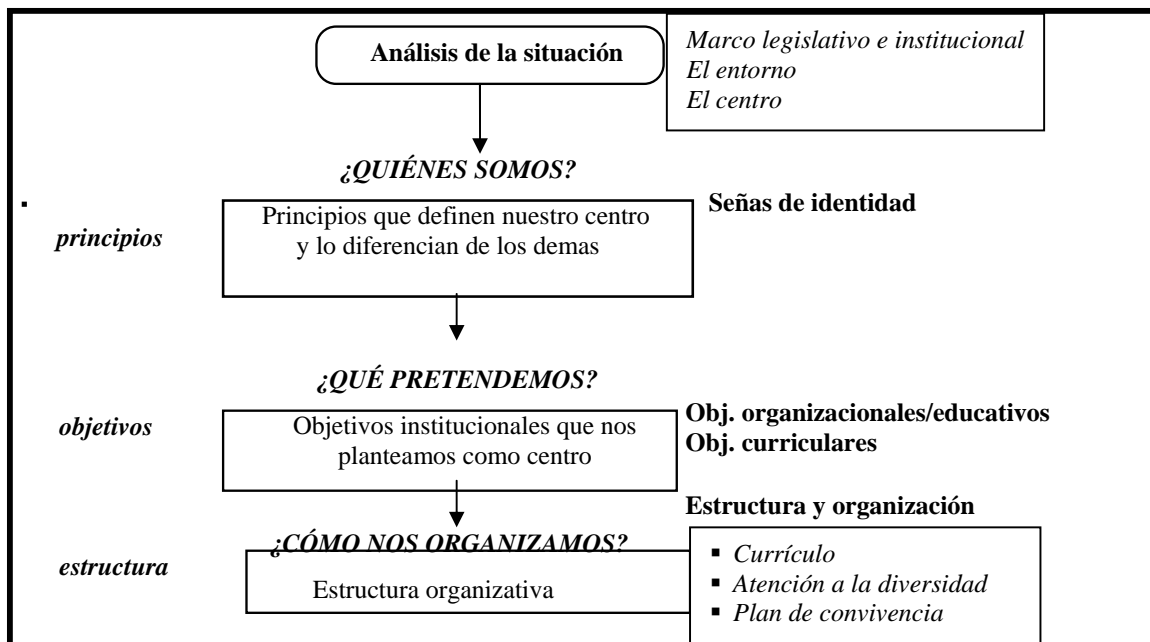 Análisis de la situación
Marco legislativo e institucional
El entorno
El centro
¿QUIÉNES SOMOS?
principios
Principios que definen nuestro centro
y lo diferencian de los demas
Señas de identidad
¿QUÉ PRETENDEMOS?
objetivos
Objetivos institucionales que nos
planteamos como centro
Obj. organizacionales/educativos
Obj. curriculares
Estructura y organización
¿CÓMO NOS ORGANIZAMOS?
estructura
Estructura organizativa
▪ Currículo
▪ Atención a la diversidad
▪ Plan de convivencia